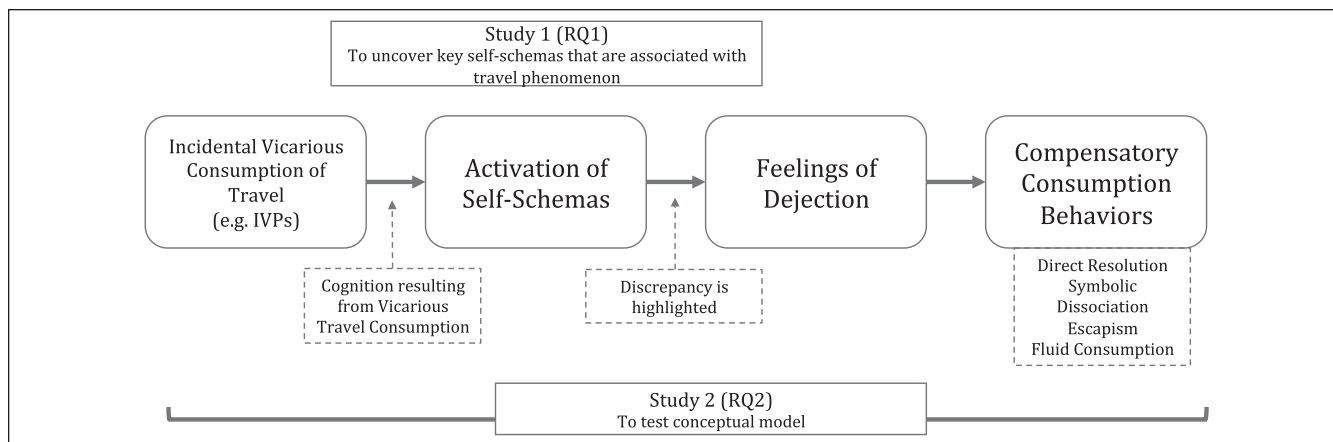 Study 1 (RQ1)
To uncover key self-schemas that are associated with
travel phenomenon
Incidental Vicarious
Consumption of
Travel
(e.g. IVPs)
Activation of
Self-Schemas
Feelings of
Dejection
Compensatory
Consumption
Behaviors
Cognition resulting
from Vicarious
Travel Consumption
Discrepancy is
highlighted
Direct Resolution
Symbolic
Dissociation
Escapism
Fluid Consumption
Study 2 (RQ2)
To test conceptual model